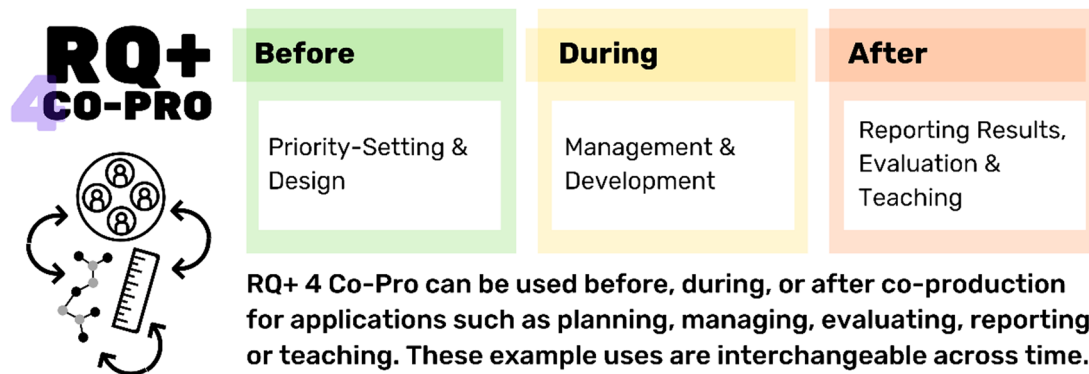 RQ+
4 CO-PRO
Before
Priority-Setting &
Design
During
Management &
Development
After
Reporting Results,
Evaluation &
Teaching
RQ+ 4 Co-Pro can be used before, during, or after co-production
for applications such as planning, managing, evaluating, reporting
or teaching. These example uses are interchangeable across time.